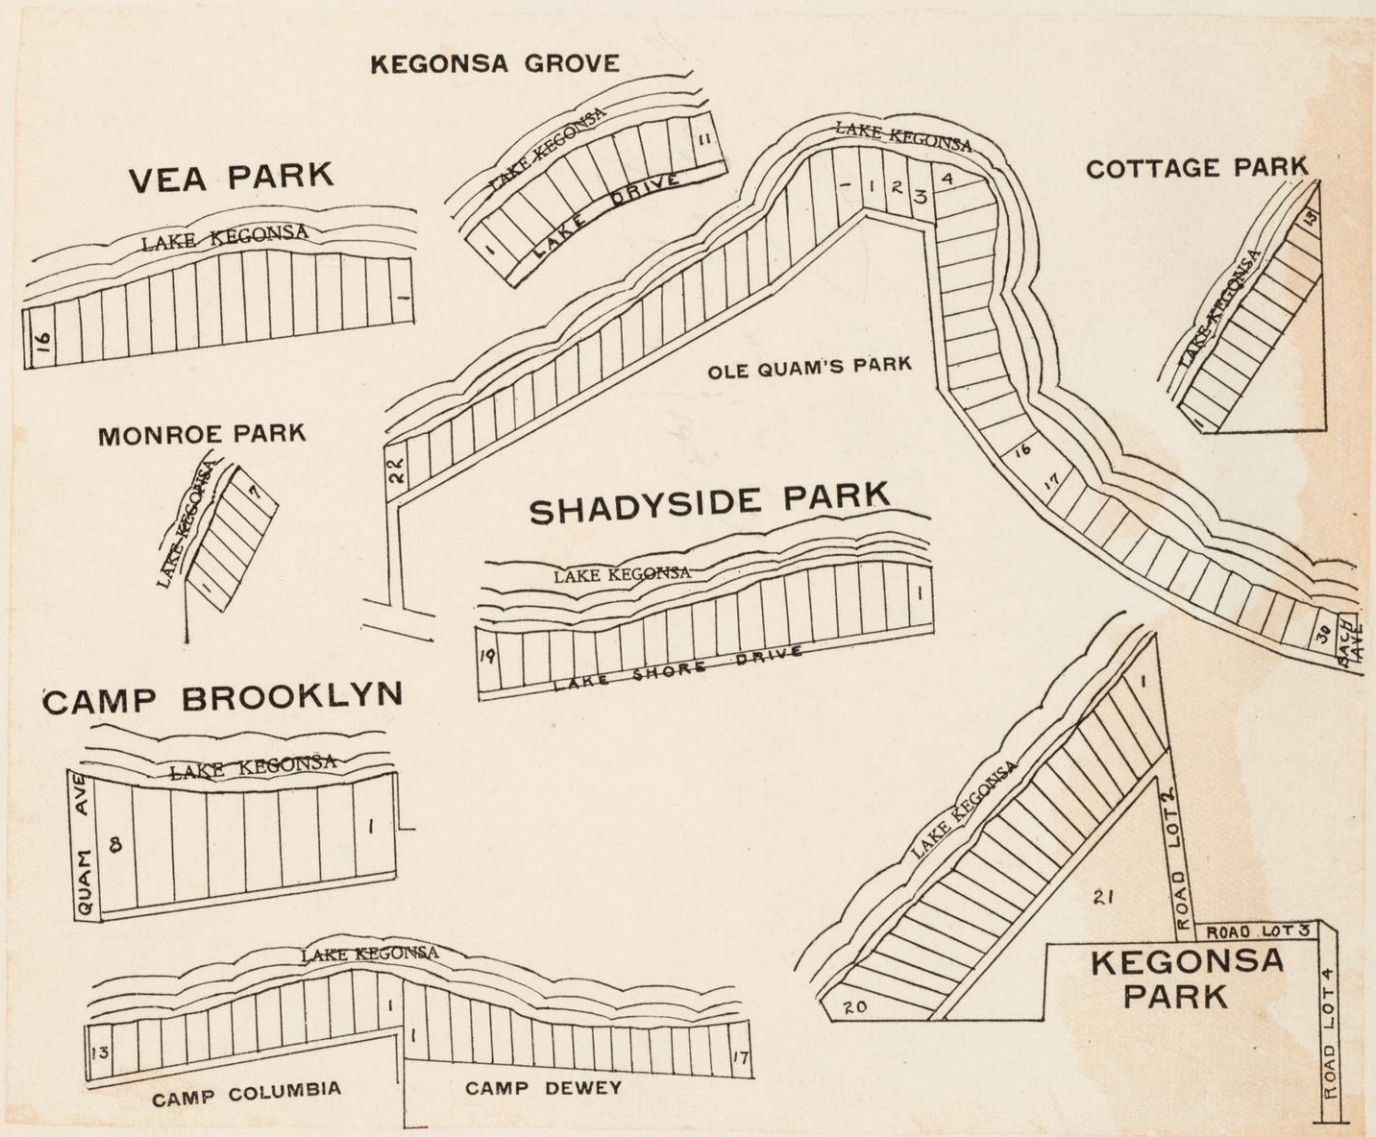 KEGONSA GROVE
LAKE KEGONSA
11
1
LAKE DRIVE
VEA PARK
LAKE KEGONSA
16
1
LAKE KEGONSA
1
1
2
3
4
22
16
17
30
BACH
AVE
OLE QUAM'S PARK
COTTAGE PARK
LAKE KEGONSA
13
1
MONROE PARK
LAKE KEGONSA
7
1
SHADYSIDE PARK
LAKE KEGONSA
19
1
LAKE SHORE DRIVE
CAMP BROOKLYN
LAKE KEGONSA
QUAM AVE
8
1
LAKE KEGONSA
1
20
21
ROAD LOT 2
ROAD LOT 3
ROAD LOT 4
KEGONSA
PARK
LAKE KEGONSA
13
1
1
17
CAMP COLUMBIA
CAMP DEWEY